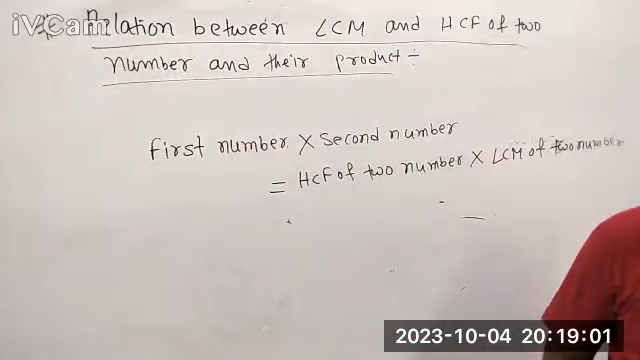 iVCam
Relation between LCM and HCF of two
Number and their product :-
First number × Second number
= HCF of two number × LCM of two number
2023-10-04 20:19:01